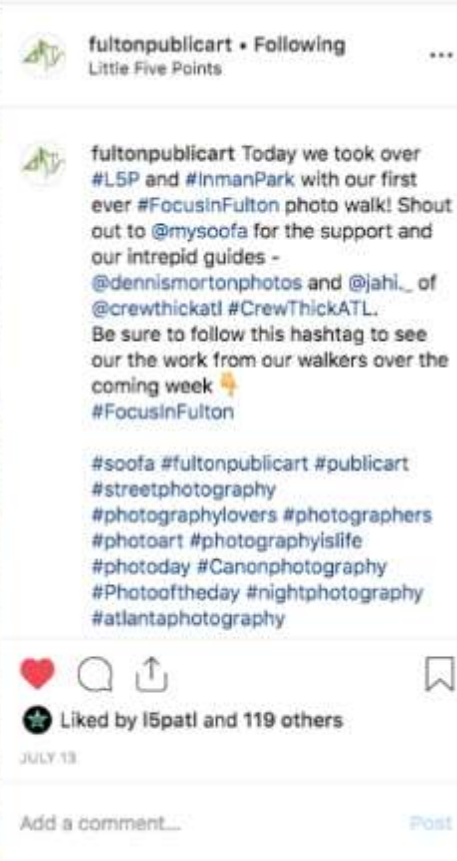 fultonpublicart • Following
Little Five Points
fultonpublicart Today we took over
#L5P and #InmanPark with our first
ever #FocusInFulton photo walk! Shout
out to @mysoofa for the support and
our intrepid guides -
@dennismortonphotos and @jahi._ of
@crewthickatl #CrewThickATL.
Be sure to follow this hashtag to see
our the work from our walkers over the
coming week 👇
#FocusInFulton
#soofa #fultonpublicart #publicart
#streetphotography
#photographylovers #photographers
#photoart #photographyislife
#photoday #Canonphotography
#Photooftheday #nightphotography
#atlantaphotography
Liked by l5patl and 119 others
JULY 13
Add a comment...
Post